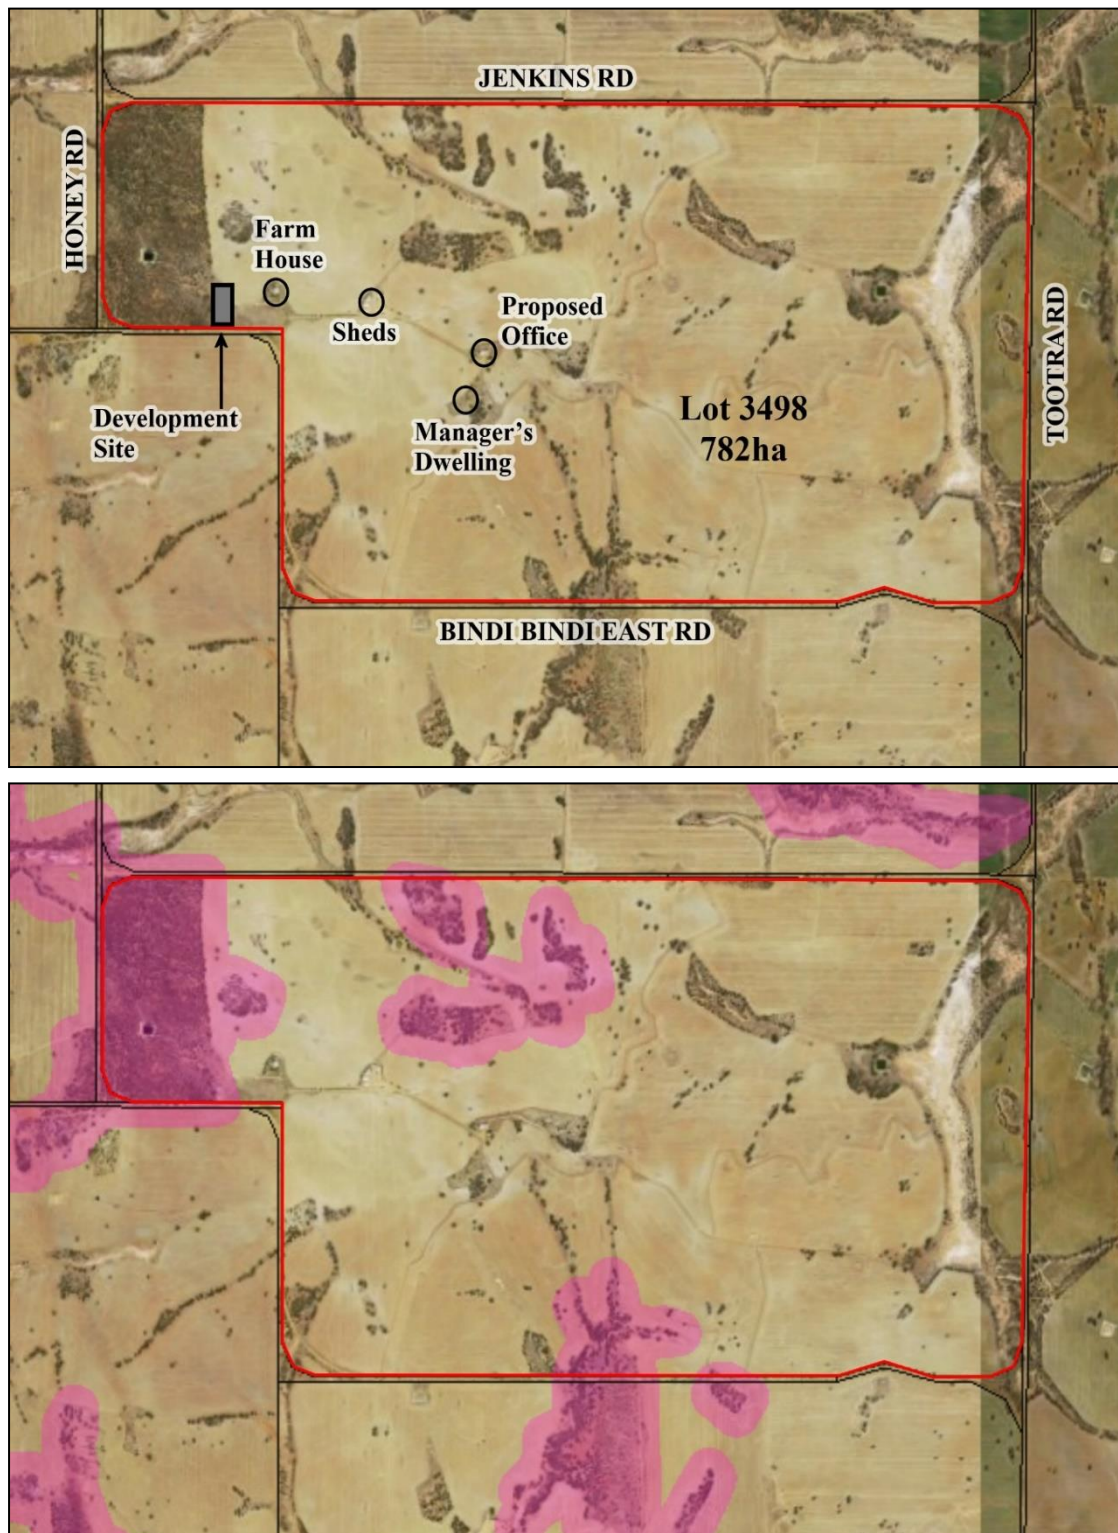 JENKINS RD
HONEY RD
Farm
House
Sheds
Proposed
Office
TOOTRA RD
Development
Site
Manager’s
Dwelling
Lot 3498
782ha
BINDI BINDI EAST RD